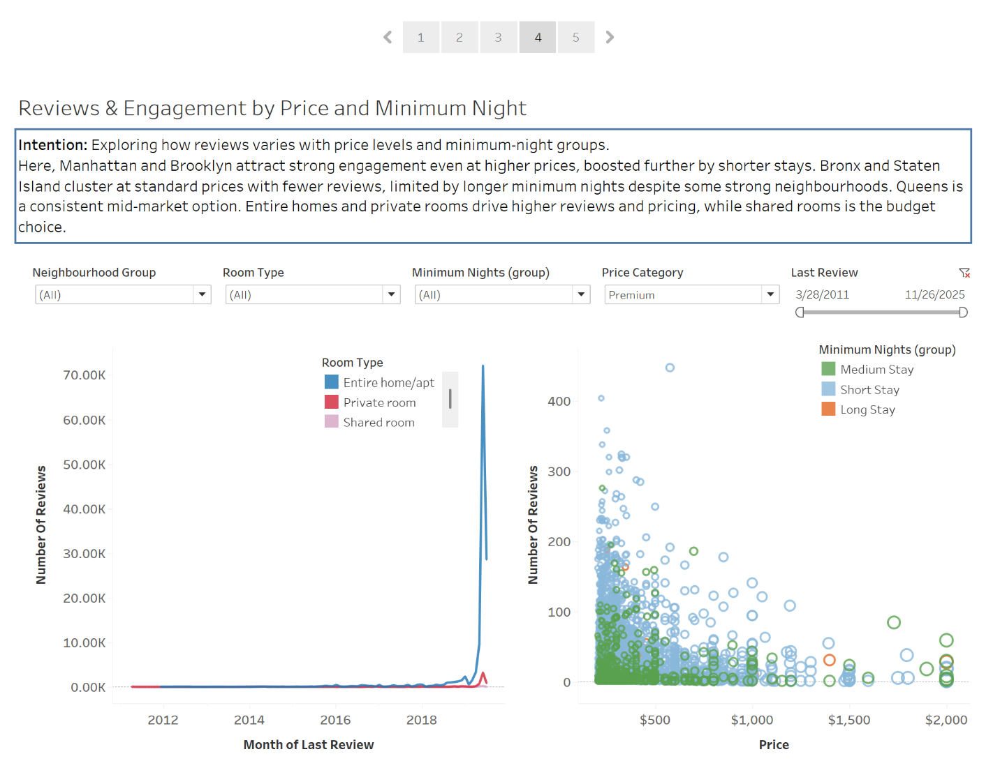 1 2 3 4 5
Reviews & Engagement by Price and Minimum Night
Intention: Exploring how reviews varies with price levels and minimum-night groups.
Here, Manhattan and Brooklyn attract strong engagement even at higher prices, boosted further by shorter stays. Bronx and Staten
Island cluster at standard prices with fewer reviews, limited by longer minimum nights despite some strong neighbourhoods. Queens is
a consistent mid-market option. Entire homes and private rooms drive higher reviews and pricing, while shared rooms is the budget
choice.
Neighbourhood Group
(All)
Room Type
(All)
Minimum Nights (group)
(All)
Price Category
Premium
Last Review
3/28/2011 11/26/2025
Number Of Reviews
70.00K
60.00K
50.00K
40.00K
30.00K
20.00K
10.00K
0.00K
Room Type
Entire home/apt
Private room
Shared room
2012 2014 2016 2018
Month of Last Review
Number Of Reviews
400
300
200
100
0
Minimum Nights (group)
Medium Stay
Short Stay
Long Stay
$500 $1,000 $1,500 $2,000
Price